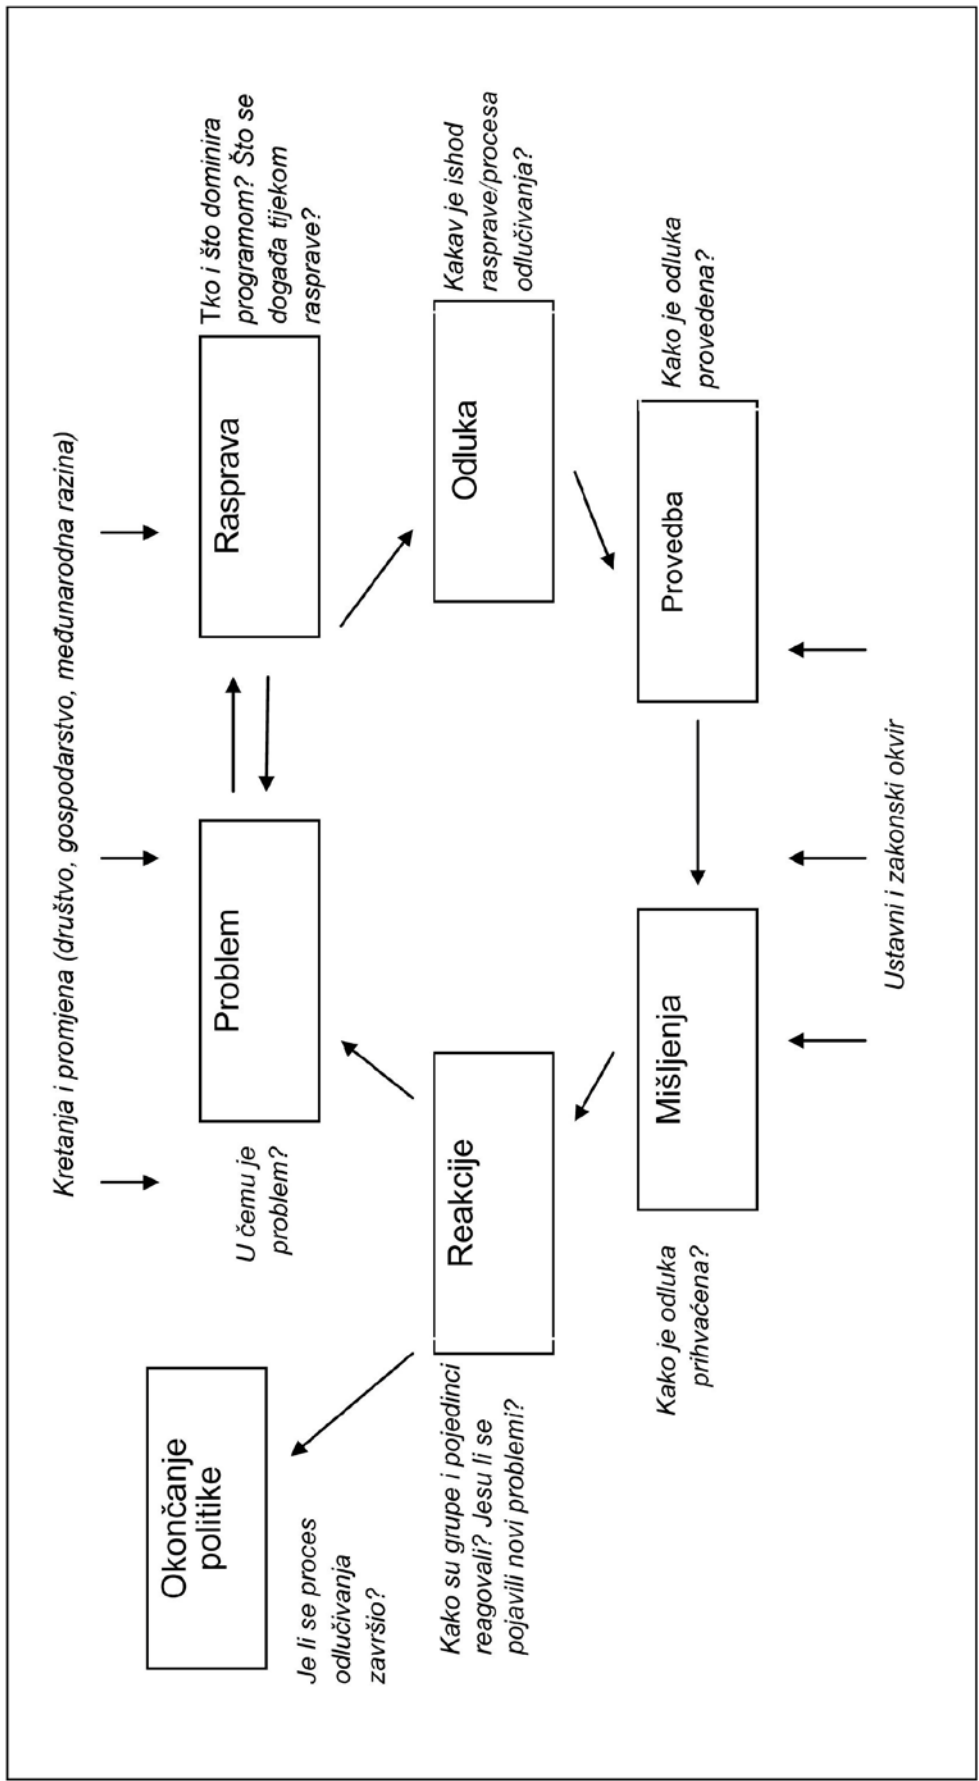 Kretanja i promjena (društvo, gospodarstvo, međunarodna razina)
Okončanje
politike
Je li se proces
odlučivanja
završio?
U čemu je
problem?
Problem
Rasprava
Tko i što dominira
programom? Što se
događa tijekom
rasprave?
Kako su grupe i pojedinci
reagovali? Jesu li se
pojavili novi problemi?
Reakcije
Odluka
Kakav je ishod
rasprave/procesa
odlučivanja?
Kako je odluka
prihvaćena?
Mišljenja
Provedba
Kako je odluka
provedena?
Ustavni i zakonski okvir